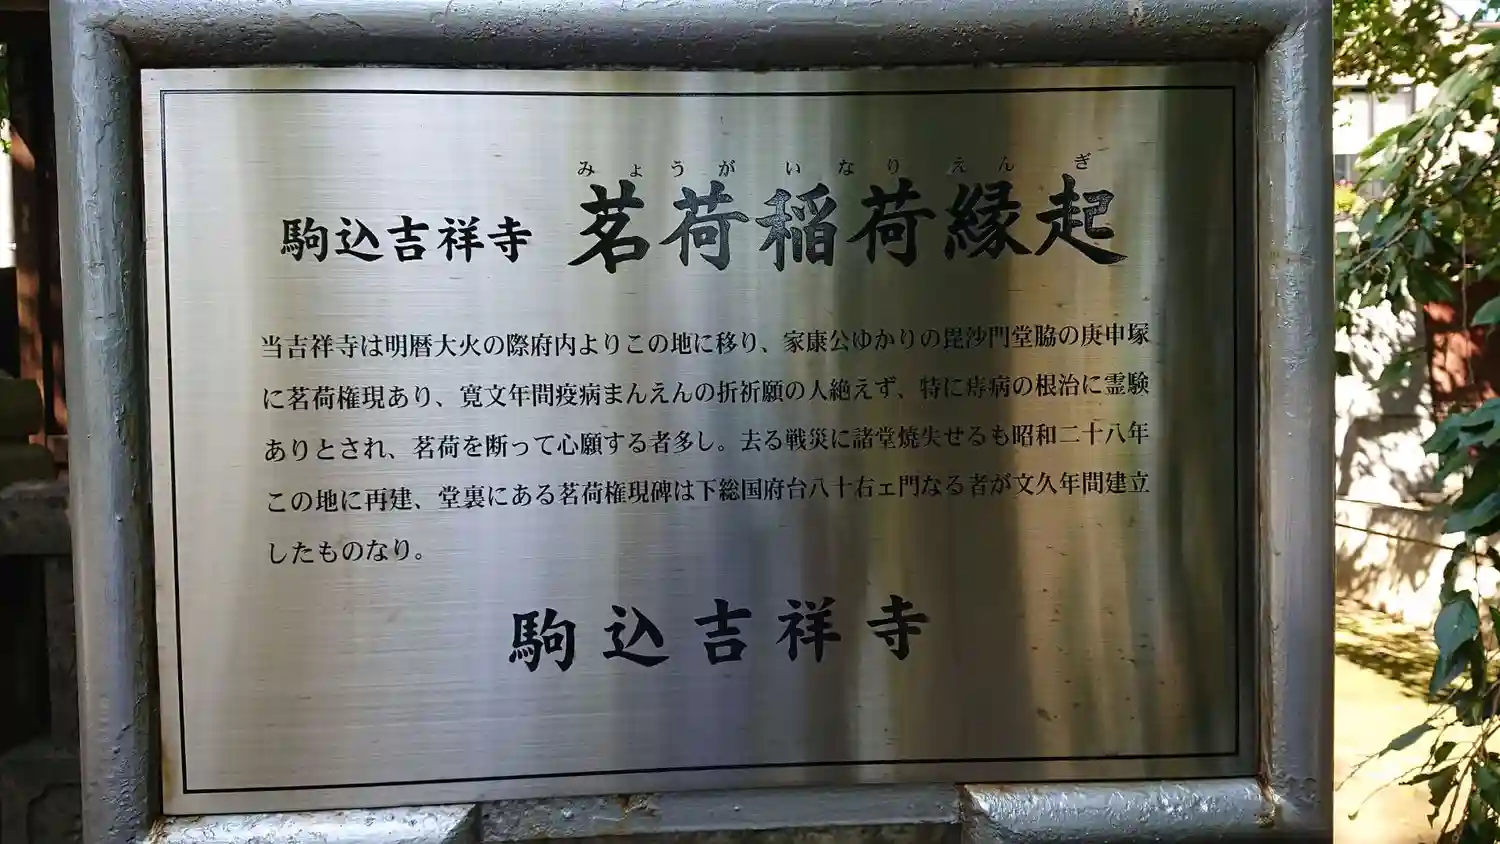 みょうがいなりえんぎ
駒込吉祥寺 茗荷稲荷縁起
当吉祥寺は明暦大火の際府内よりこの地に移り、家康公ゆかりの毘沙門堂脇の庚申塚
に茗荷権現あり、寛文年間疫病まんえんの折祈願の人絶えず、特に痔病の根治に霊験
ありとされ、茗荷を断って心願する者多し。去る戦災に諸堂焼失せるも昭和二十八年
この地に再建、堂裏にある茗荷権現碑は下総国府台八十右ェ門なる者が文久年間建立
したものなり。
駒込吉祥寺